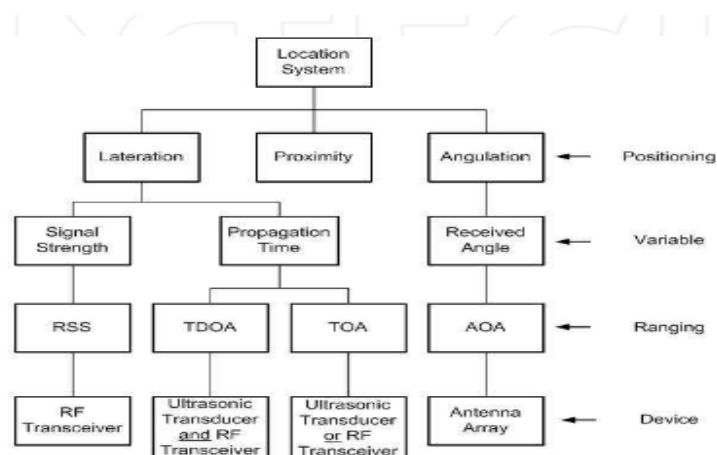 Location
System
Lateration
Proximity
Angulation
Positioning
Signal
Strength
Propagation
Time
Received
Angle
Variable
RSS
TDOA
TOA
AOA
Ranging
RF
Transceiver
Ultrasonic
Transducer
and RF
Transceiver
Ultrasonic
Transducer
or RF
Transceiver
Antenna
Array
Device